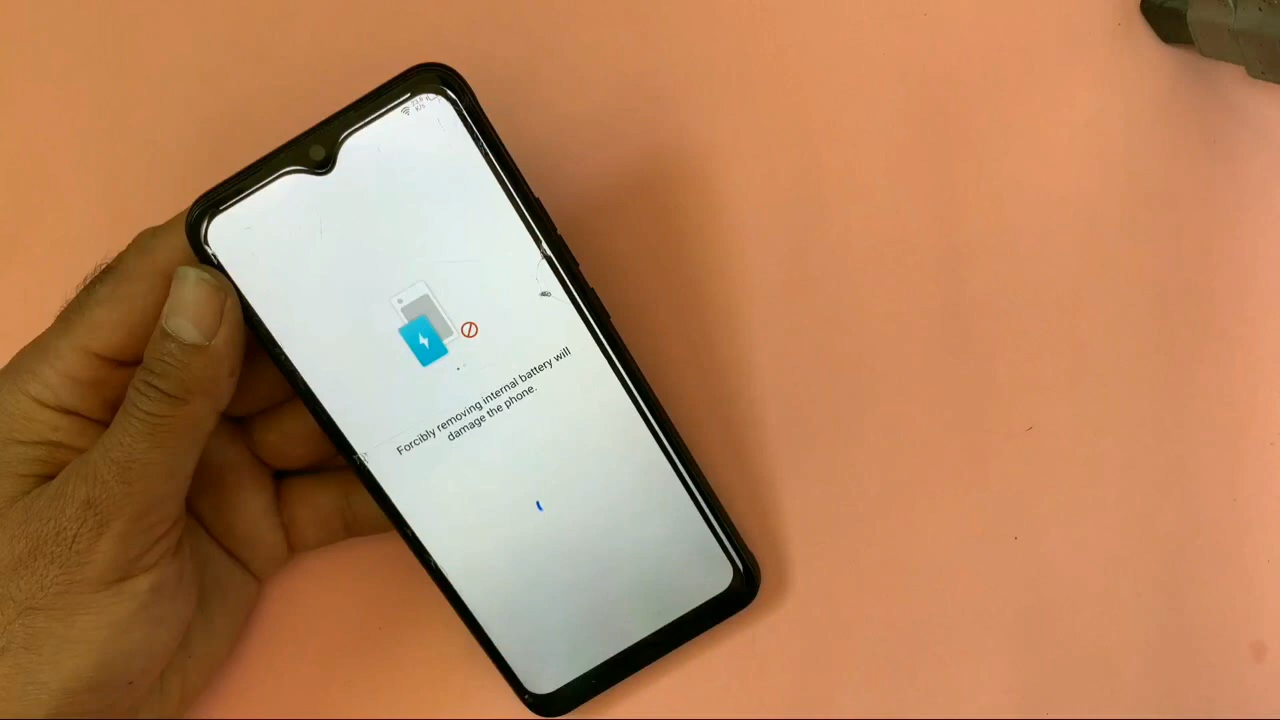 K/s
Forcibly removing internal battery will
damage the phone.